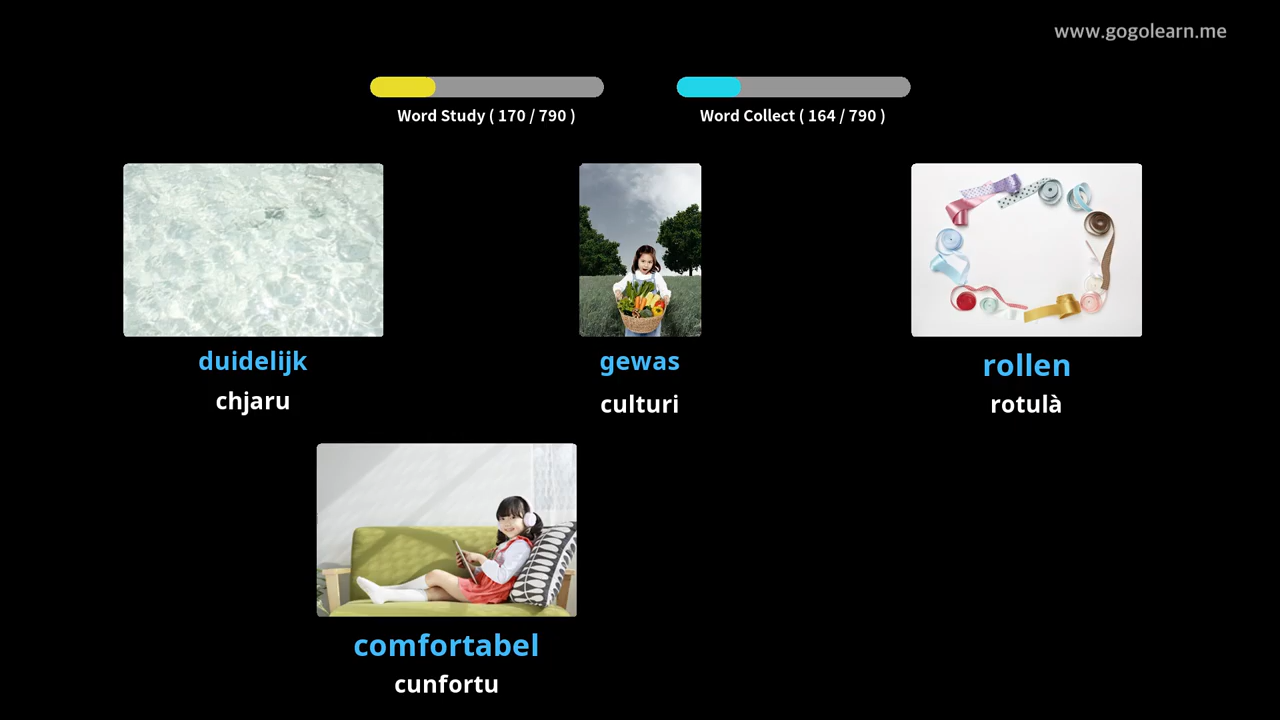 www.gogolearn.me
Word Study ( 170 / 790 )
Word Collect ( 164 / 790 )
duidelijk
chjaru
gewas
culturi
rollen
rotulà
comfortabel
cunfortu